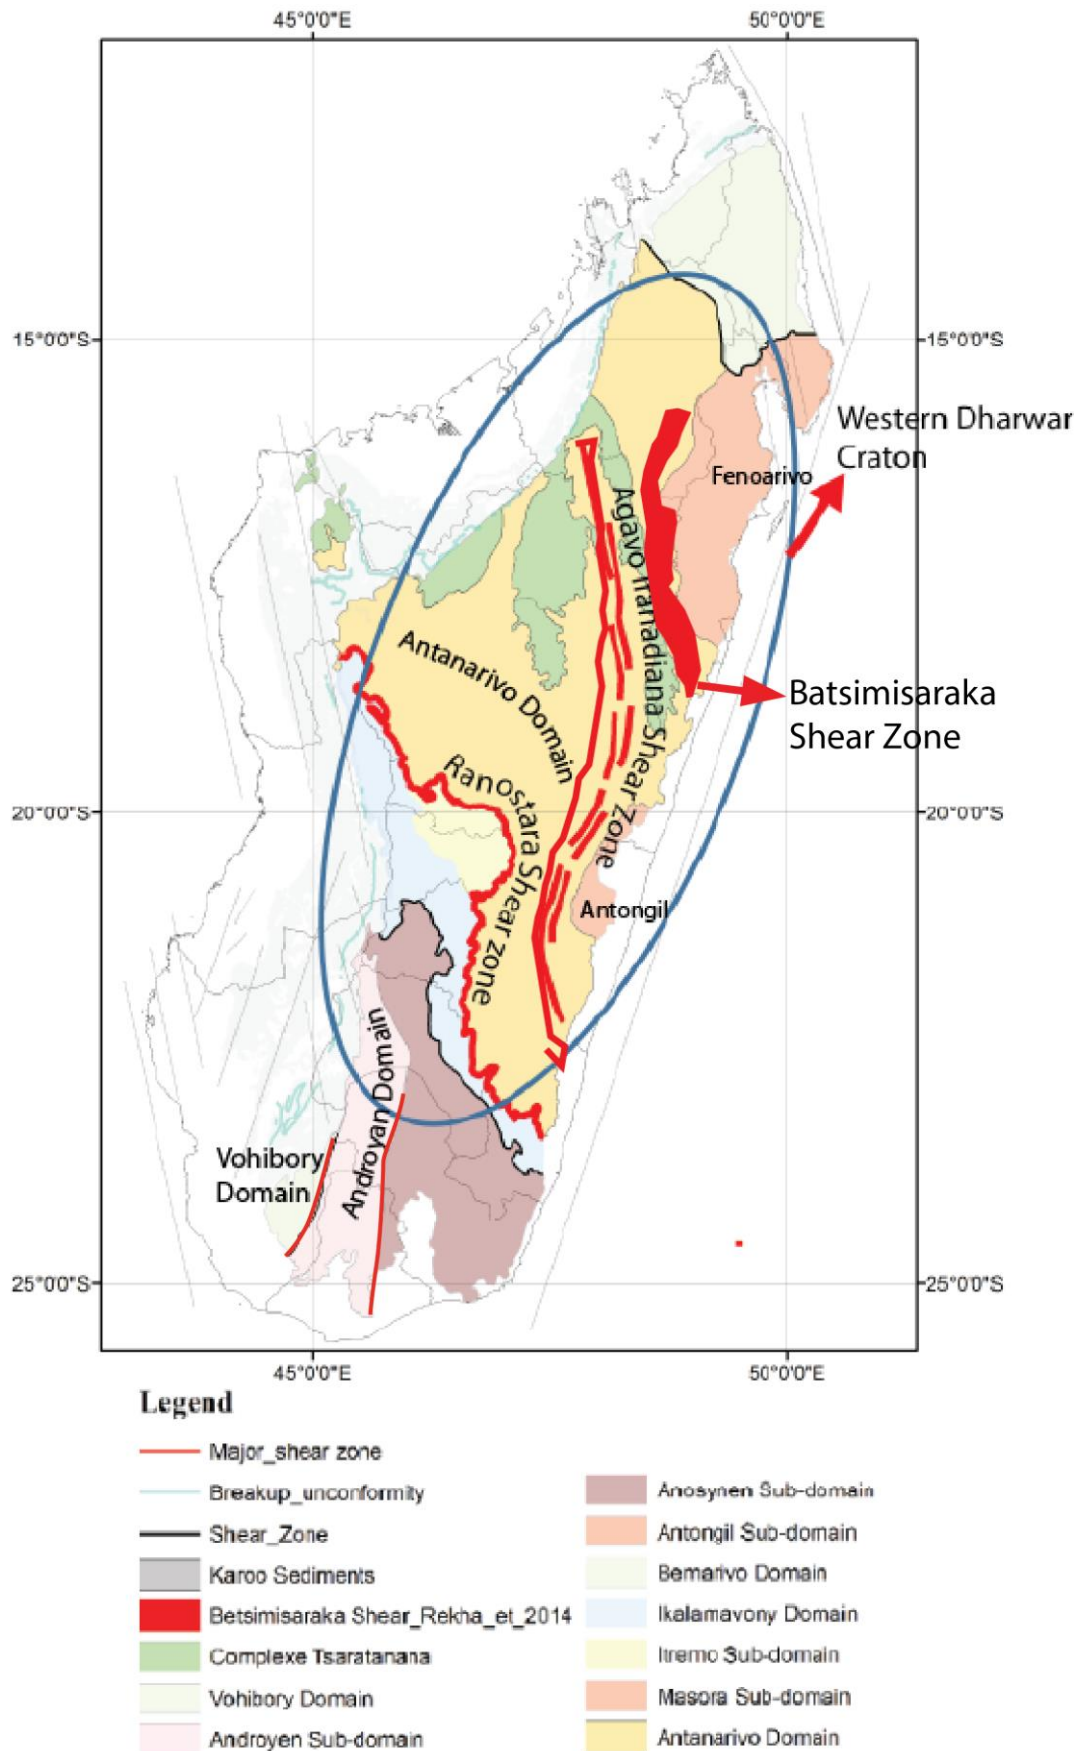 45°0'0"E
50°0'0"E
15°0'0"S
15°0'0"S
Western Dharwar
Craton
Fenoarivo
Agavo Iranadiana Shear Zone
Antanarivo Domain
Batsimisaraka
Shear Zone
Ranostara Shear zone
20°0'0"S
20°0'0"S
Antongil
Androyan Domain
Vohibory
Domain
25°0'0"S
25°0'0"S
45°0'0"E
50°0'0"E
Legend
Major_shear zone
Breakup_unconformity
Shear_Zone
Karoo Sediments
Betsimisaraka Shear_Rekha_et_2014
Complexe Tsaratanana
Vohibory Domain
Androyen Sub-domain
Anosynen Sub-domain
Antongil Sub-domain
Bemarivo Domain
Ikalamavony Domain
Itremo Sub-domain
Masora Sub-domain
Antanarivo Domain